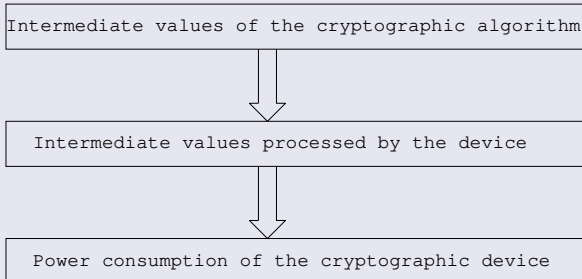 Intermediate values of the cryptographic algorithm
Intermediate values processed by the device
Power consumption of the cryptographic device